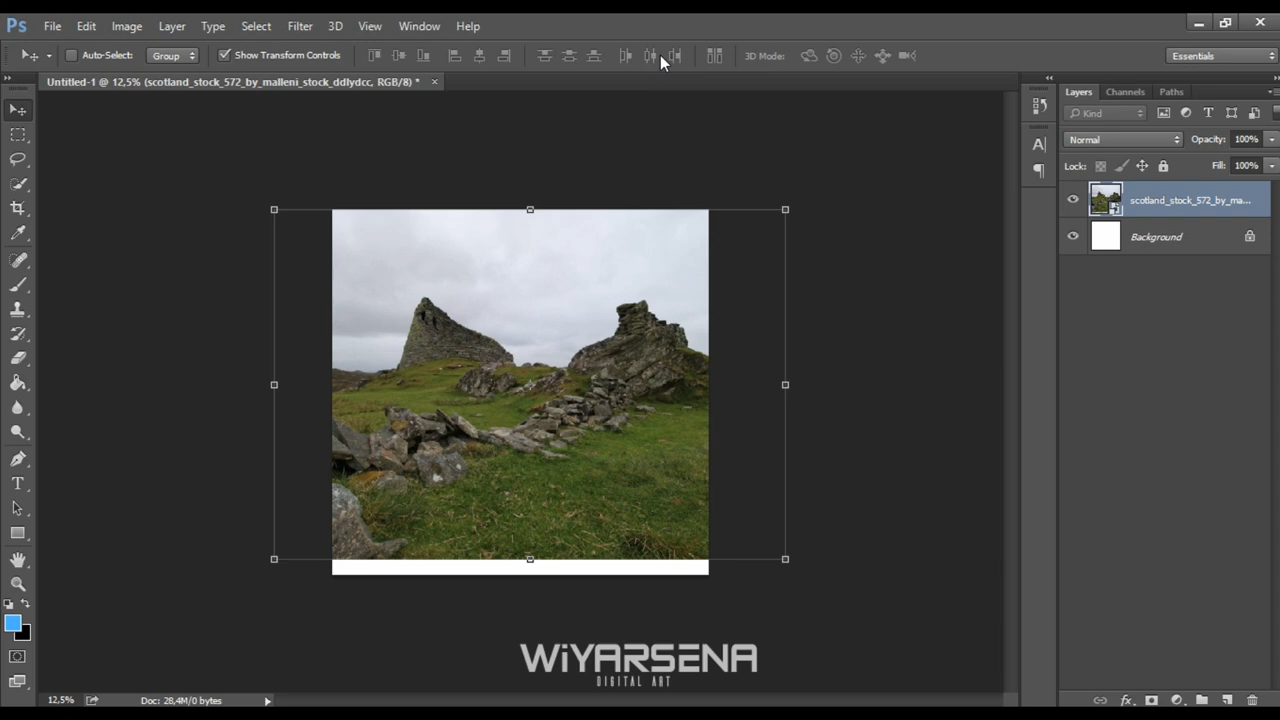 Ps File Edit Image Layer Type Select Filter 3D View Window Help
Auto-Select: Group Show Transform Controls 3D Mode: Essentials
Untitled-1 @ 12,5% (scotland_stock_572_by_malleni_stock_ddlydcc, RGB/8) * ×
Layers Channels Paths
Kind
Normal Opacity: 100%
Lock: Fill: 100%
scotland_stock_572_by_ma...
Background
WiYARSENA
DIGITAL ART
12,5% Doc: 28,4M/0 bytes